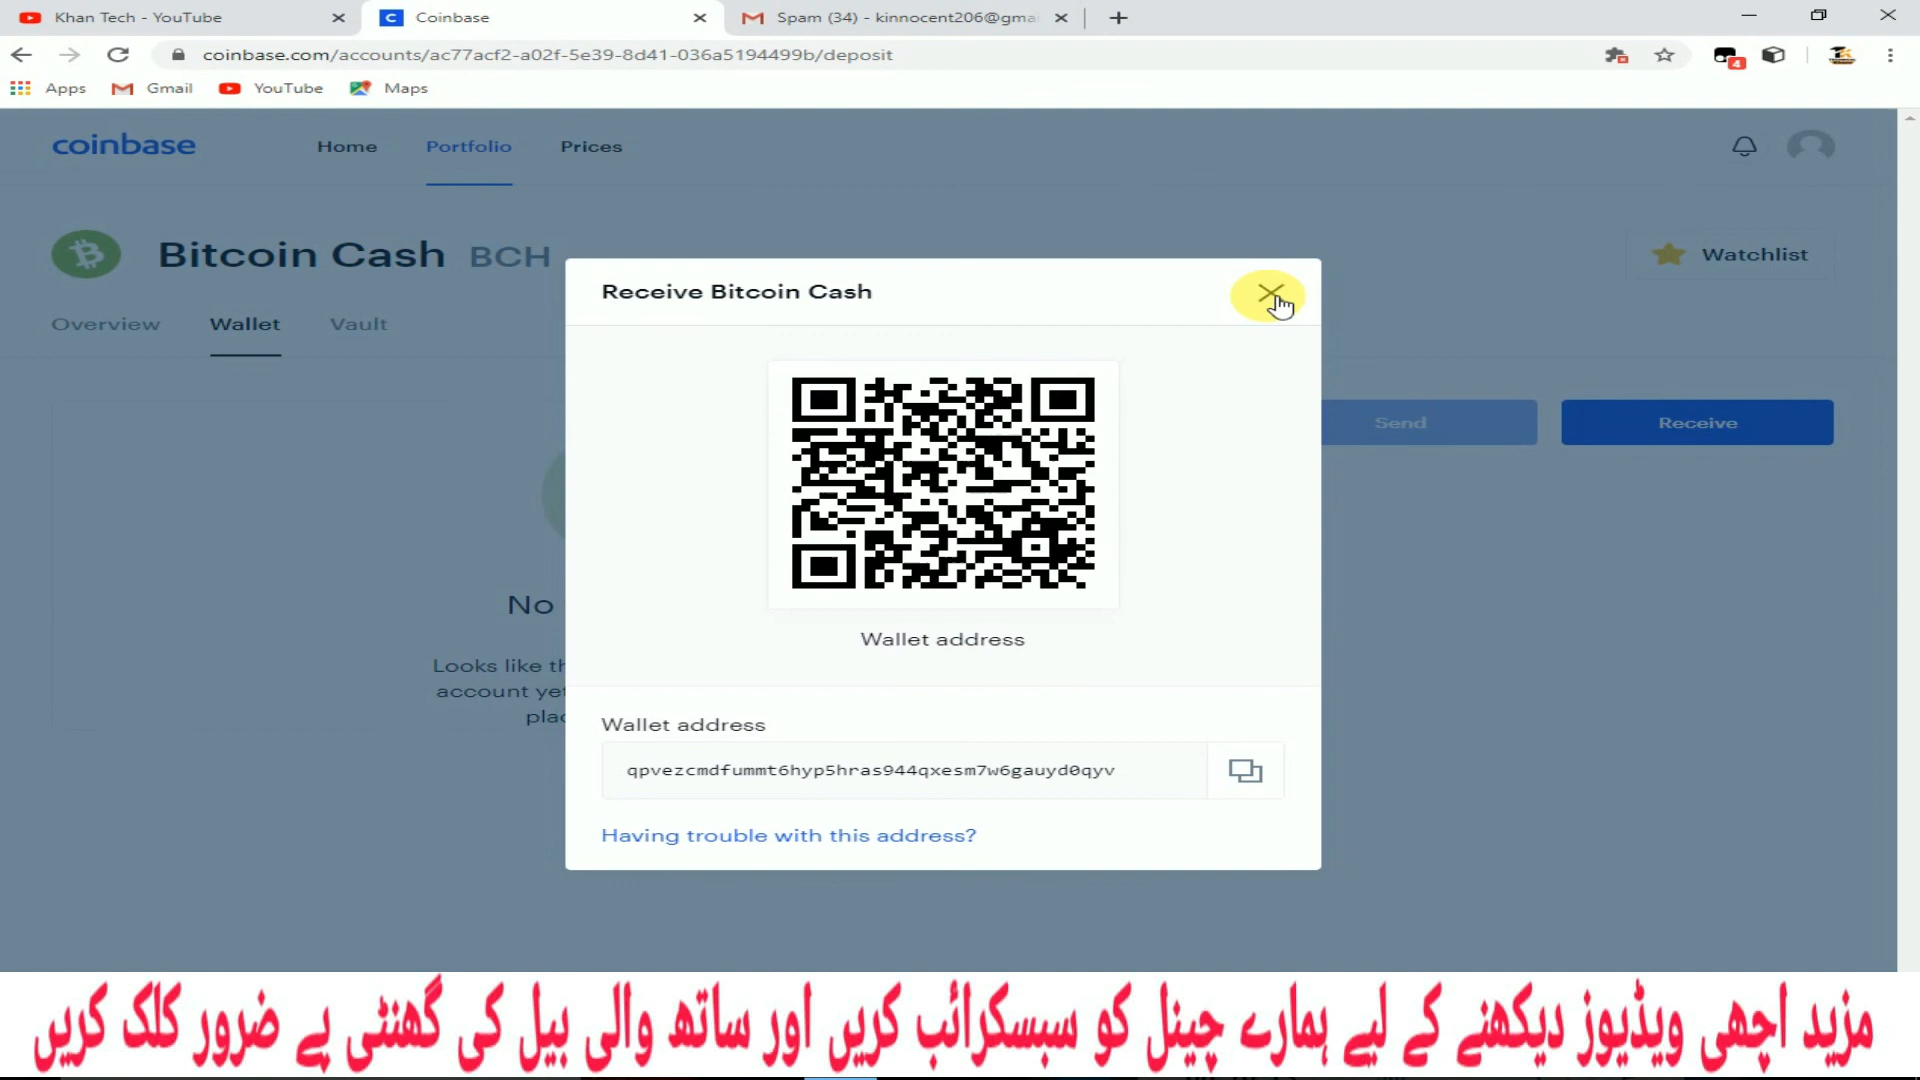 Khan Tech - YouTube
Coinbase
Spam (34) - kinnocent206@gma
coinbase.com/accounts/ac77acf2-a02f-5e39-8d41-036a5194499b/deposit
4
Apps
Gmail
YouTube
Maps
coinbase
Home
Portfolio
Prices
Bitcoin Cash BCH
Watchlist
Overview
Wallet
Vault
Receive Bitcoin Cash
Send
Receive
No
Looks like th
account yet
plac
Wallet address
Wallet address
qpvezcmdfummt6hyp5hras944qxesm7w6gauyd0qyv
Having trouble with this address?
مزید اچھی ویڈیوز دیکھنے کے لیے ہمارے چینل کو سبسکرائب کریں اور ساتھ والی بیل کی گھنٹی پے ضرور کلک کریں